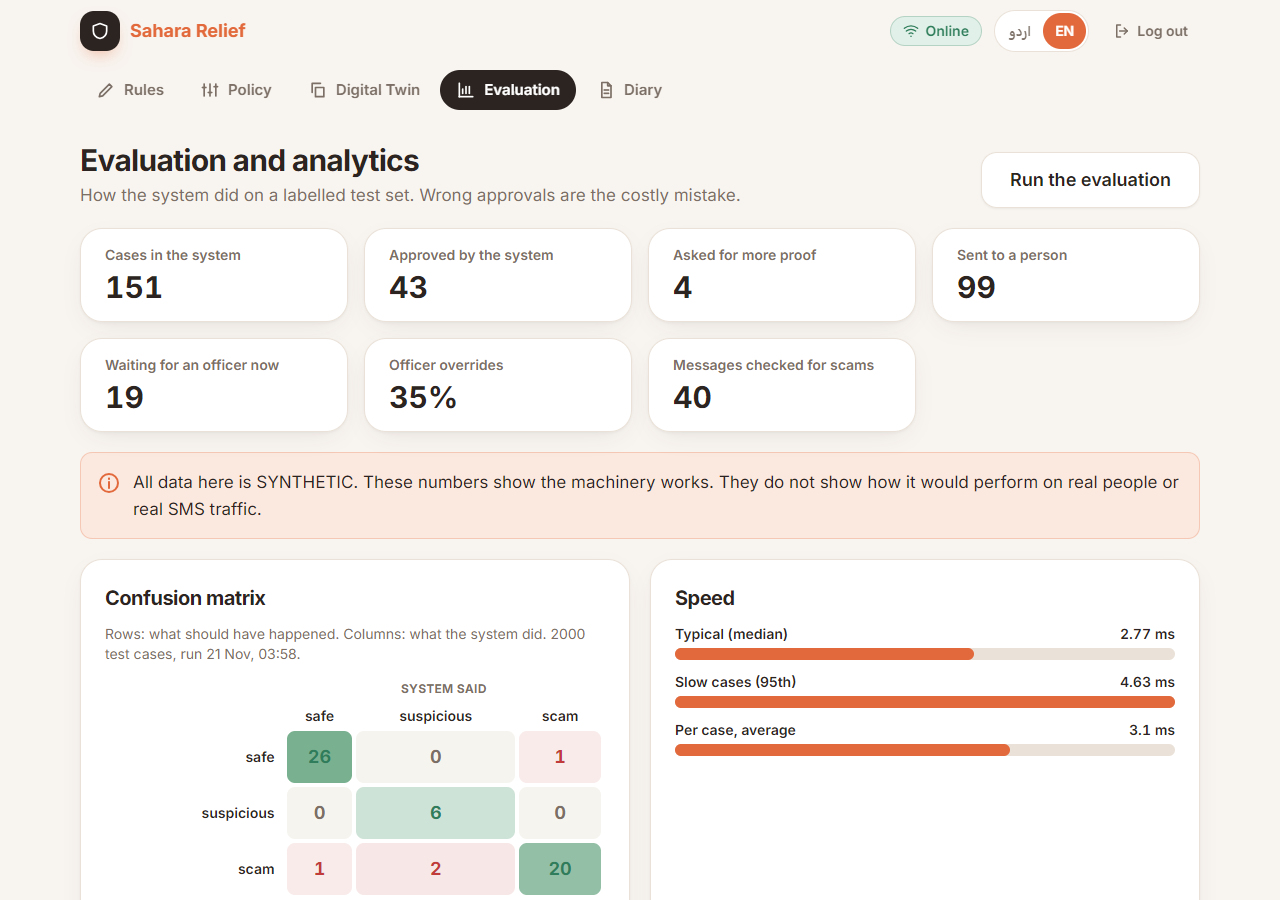 Sahara Relief
Online
اردو
EN
Log out
Rules
Policy
Digital Twin
Evaluation
Diary
Evaluation and analytics
How the system did on a labelled test set. Wrong approvals are the costly mistake.
Run the evaluation
Cases in the system
151
Approved by the system
43
Asked for more proof
4
Sent to a person
99
Waiting for an officer now
19
Officer overrides
35%
Messages checked for scams
40
All data here is SYNTHETIC. These numbers show the machinery works. They do not show how it would perform on real people or
real SMS traffic.
Confusion matrix
Rows: what should have happened. Columns: what the system did. 2000
test cases, run 21 Nov, 03:58.
SYSTEM SAID
safe suspicious scam
safe 26 0 1
suspicious 0 6 0
scam 1 2 20
Speed
Typical (median) 2.77 ms
Slow cases (95th) 4.63 ms
Per case, average 3.1 ms